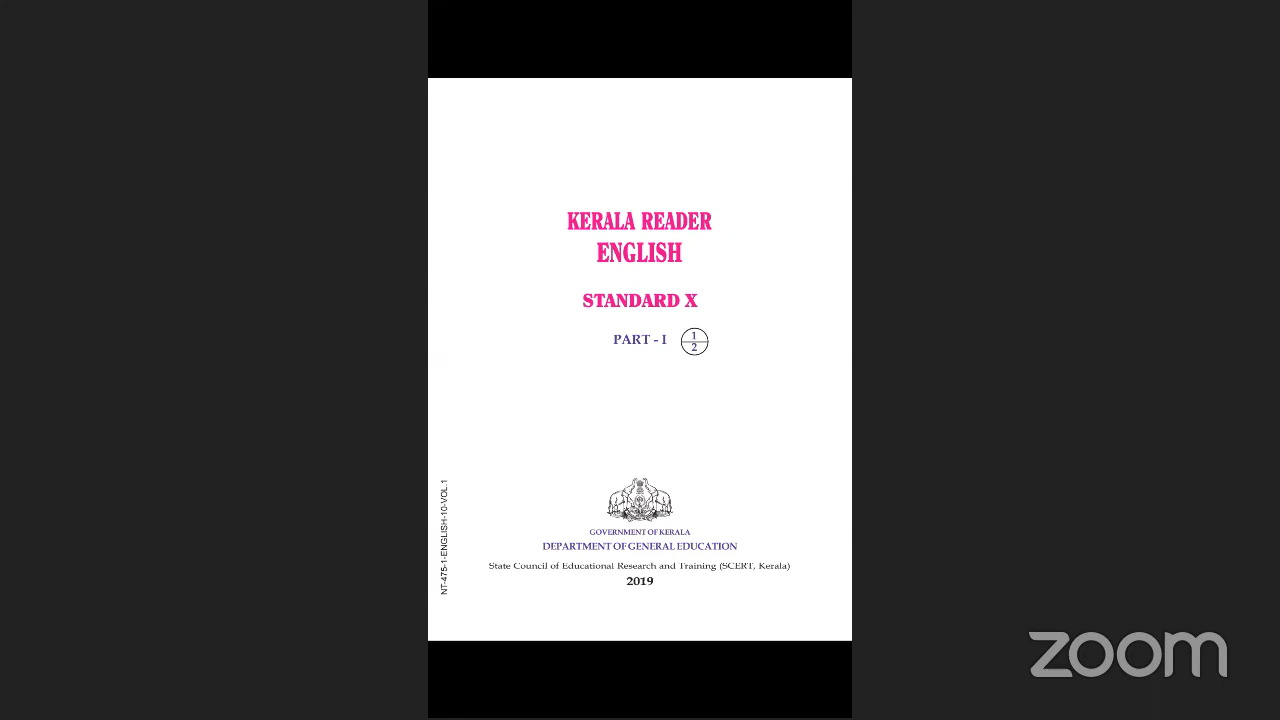 KERALA READER
ENGLISH
STANDARD X
PART - I
1
2
GOVERNMENT OF KERALA
DEPARTMENT OF GENERAL EDUCATION
State Council of Educational Research and Training (SCERT, Kerala)
2019
NT-475-1-ENGLISH-10-VOL.1
zoom